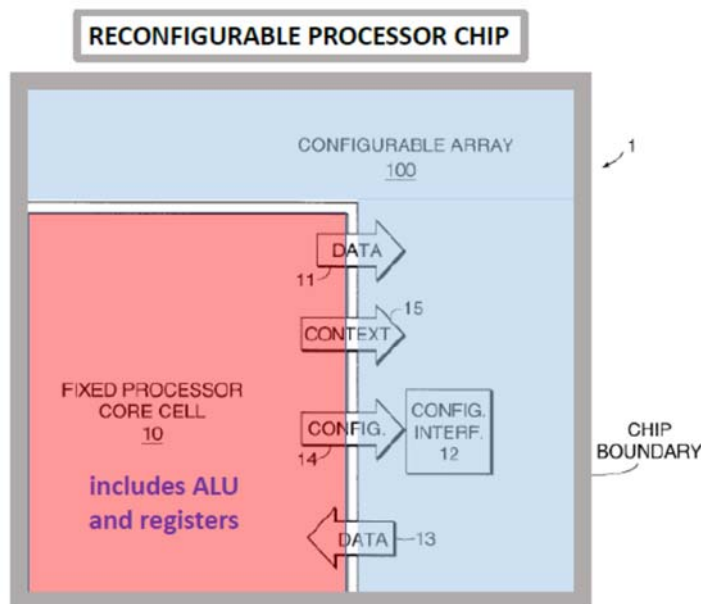 RECONFIGURABLE PROCESSOR CHIP
CONFIGURABLE ARRAY
100
1
DATA
11
15
CONTEXT
FIXED PROCESSOR
CORE CELL
10
CONFIG.
14
CONFIG.
INTERF.
12
CHIP
BOUNDARY
includes ALU
and registers
DATA
13